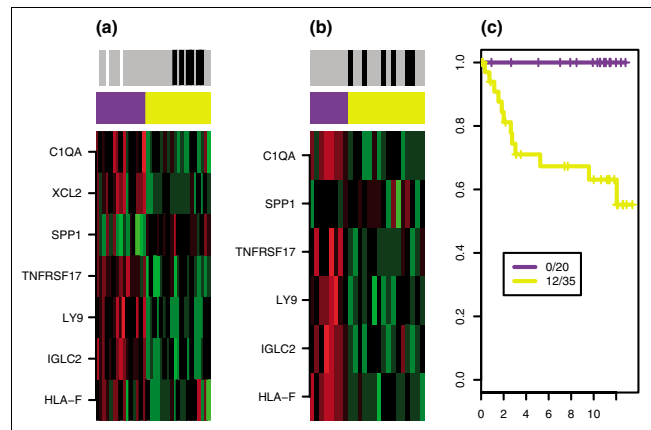 (a)
C1QA
XCL2
SPP1
TNFRSF17
LY9
IGLC2
HLA–F
(b)
C1QA
SPP1
TNFRSF17
LY9
IGLC2
HLA–F
(c)
1.0
0.8
0.6
0.4
0.2
0.0
0/20
12/35
0 2 4 6 8 10